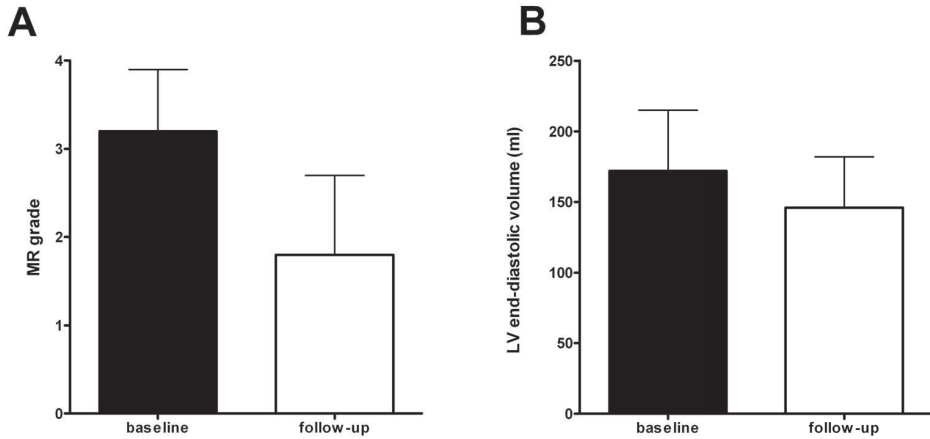 A
MR grade
4
3
2
1
0
baseline follow-up
B
LV end-diastolic volume (ml)
250
200
150
100
50
0
baseline follow-up